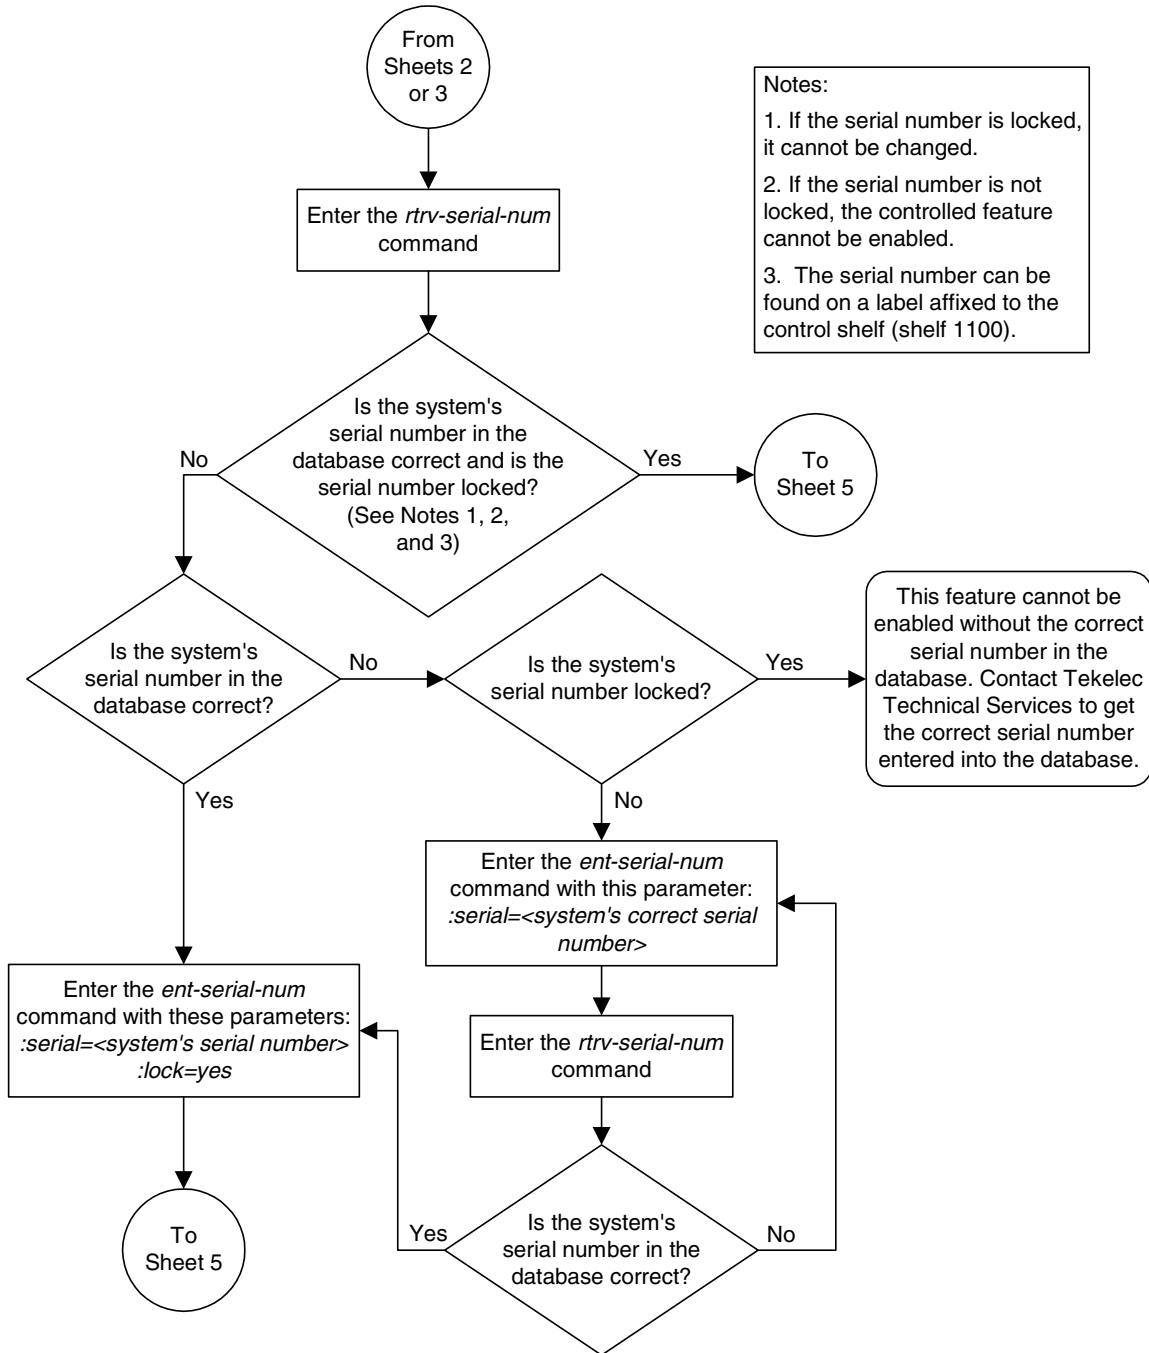 From
Sheets 2
or 3
Notes:
1. If the serial number is locked,
it cannot be changed.
2. If the serial number is not
locked, the controlled feature
cannot be enabled.
3. The serial number can be
found on a label affixed to the
control shelf (shelf 1100).
Enter the rtrv-serial-num
command
Is the system's
serial number in the
database correct and is the
serial number locked?
(See Notes 1, 2,
and 3)
No
Yes
To
Sheet 5
Is the system's
serial number in the
database correct?
No
Is the system's
serial number locked?
Yes
This feature cannot be
enabled without the correct
serial number in the
database. Contact Tekelec
Technical Services to get
the correct serial number
entered into the database.
Yes
No
Enter the ent-serial-num
command with this parameter:
:serial=<system's correct serial
number>
Enter the ent-serial-num
command with these parameters:
:serial=<system's serial number>
:lock=yes
Enter the rtrv-serial-num
command
To
Sheet 5
Yes
Is the system's
serial number in the
database correct?
No